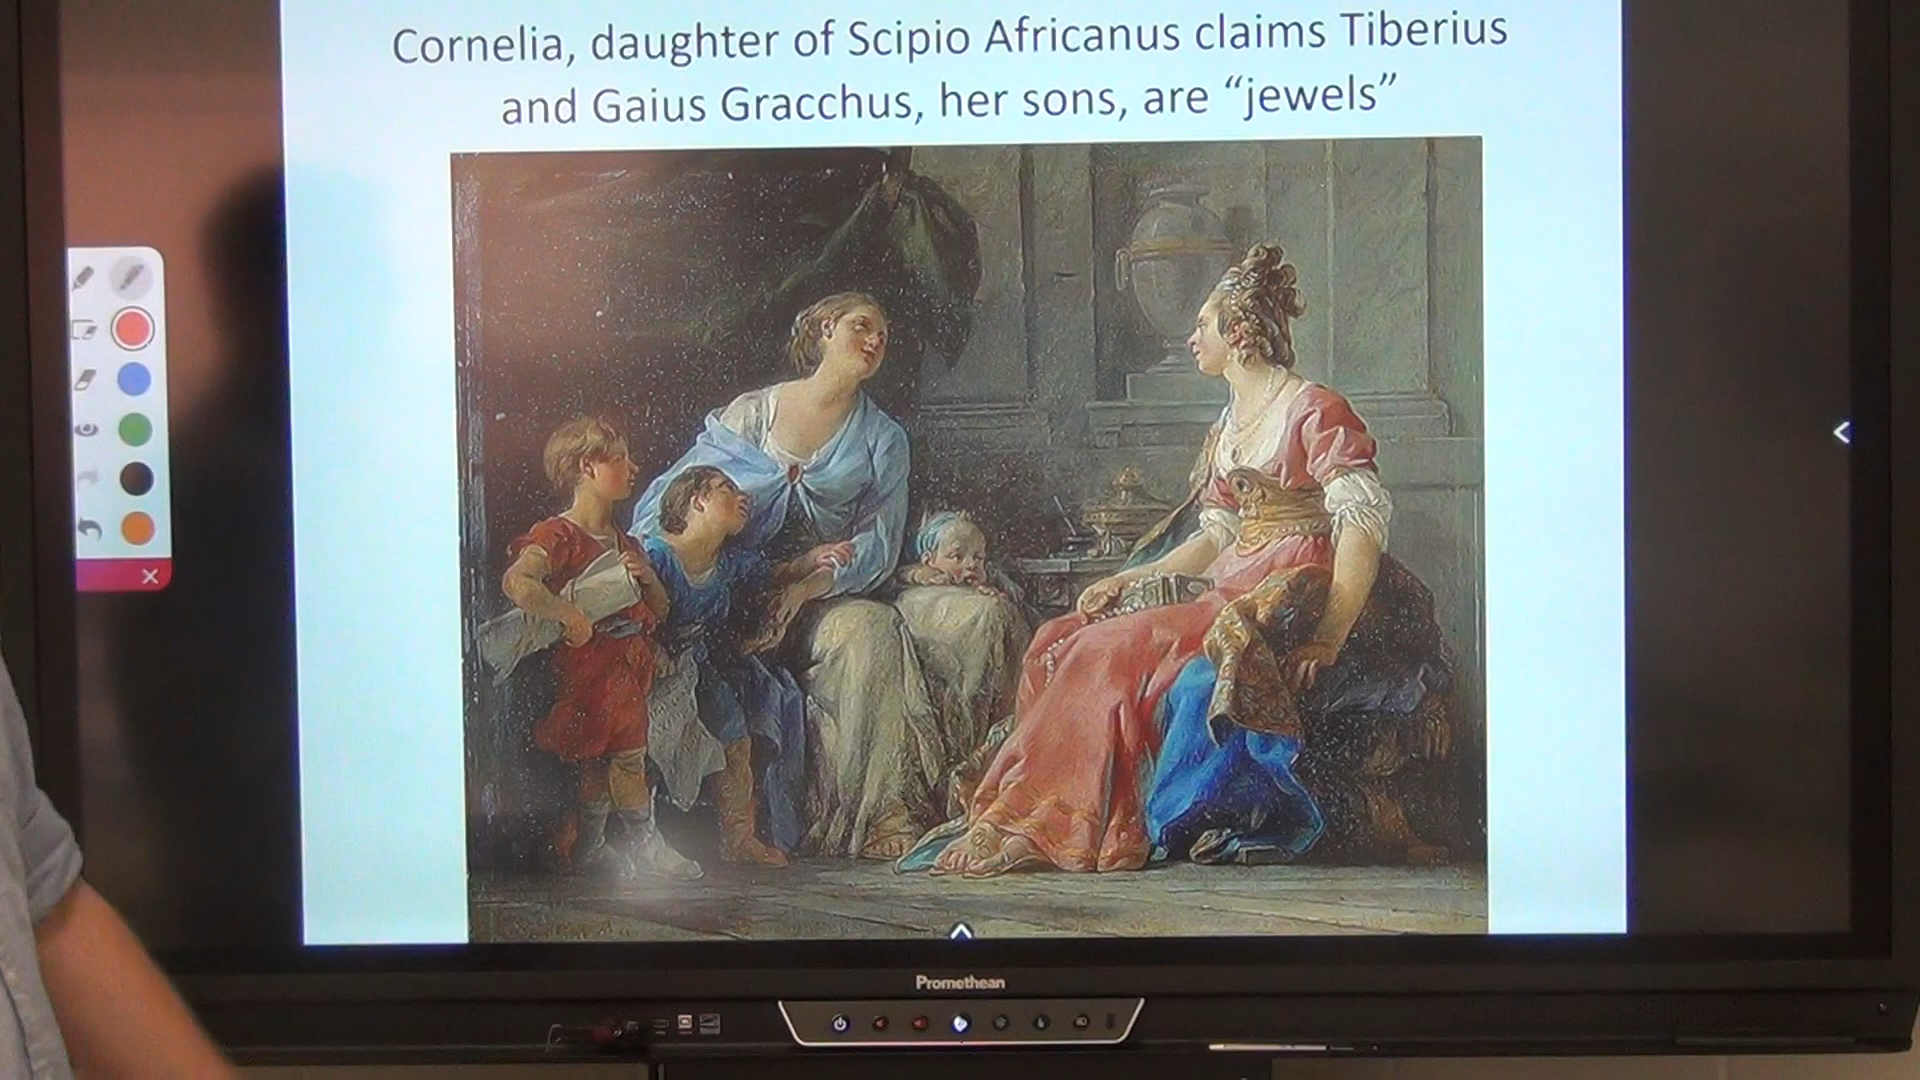 Cornelia, daughter of Scipio Africanus claims Tiberius
and Gaius Gracchus, her sons, are “jewels”
Promethean